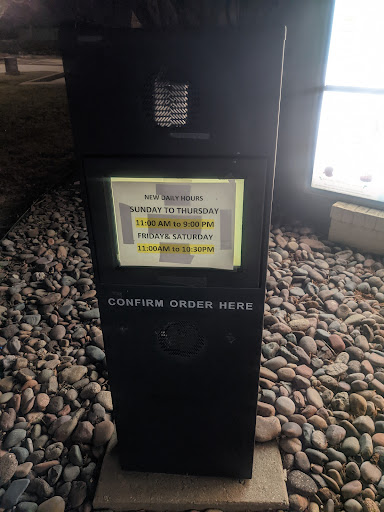 NEW DAILY HOURS
SUNDAY TO THURSDAY
11:00 AM to 9:00 PM
FRIDAY& SATURDAY
11:00AM to 10:30PM
CONFIRM ORDER HERE